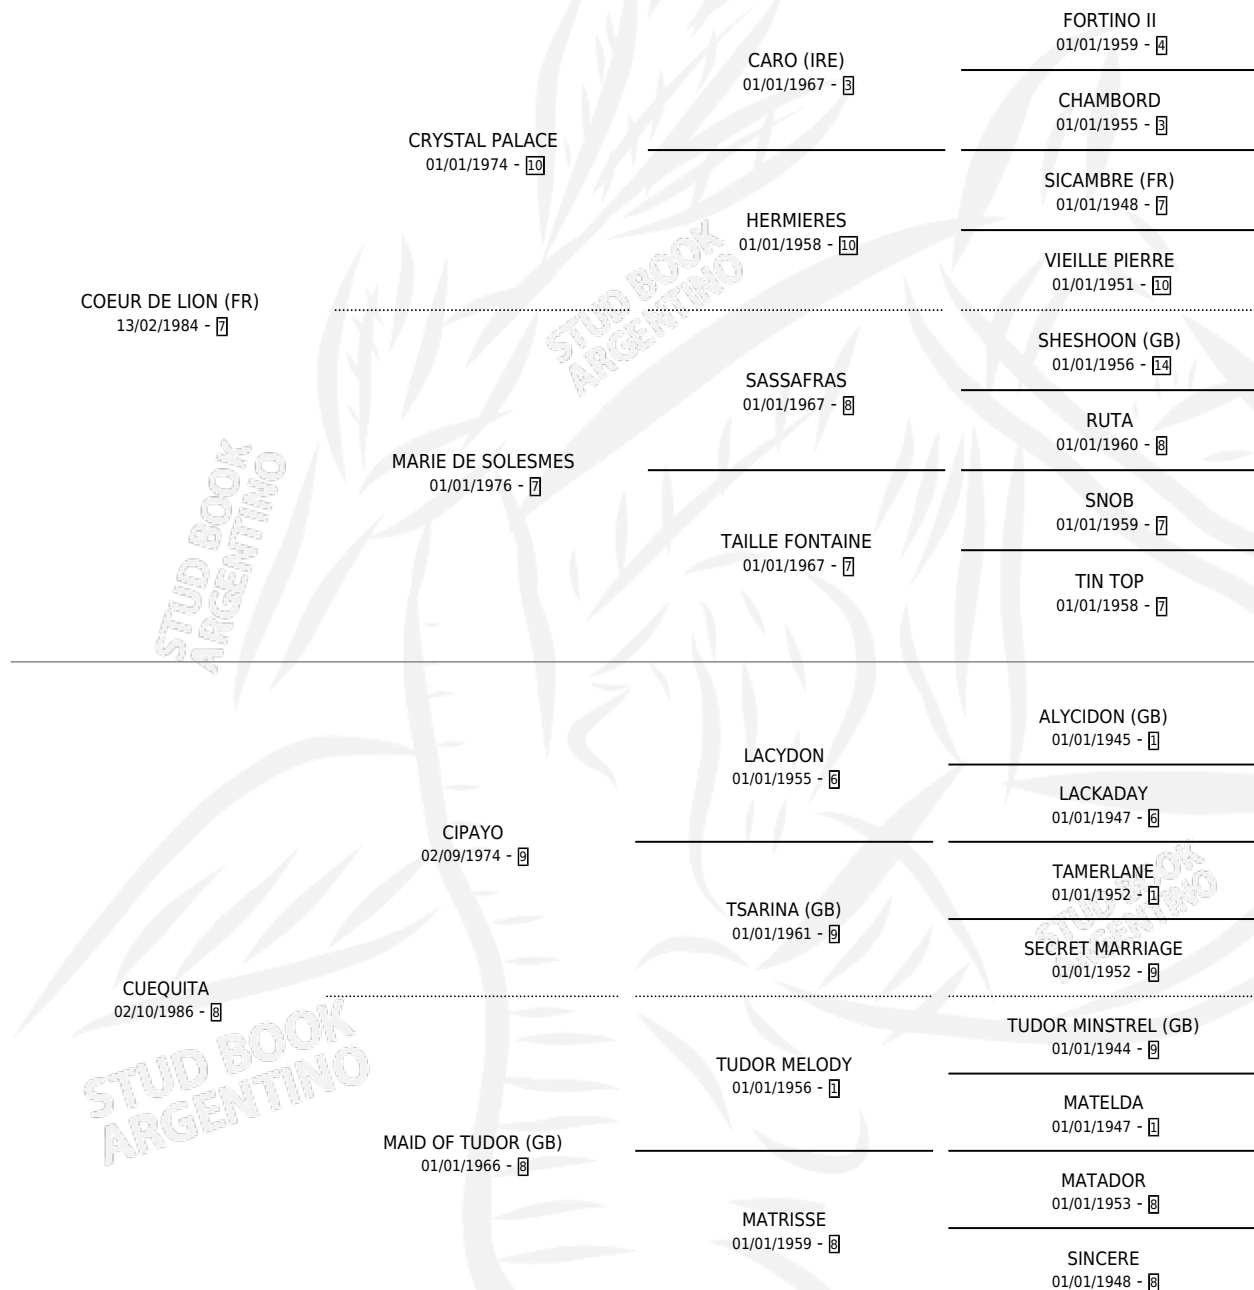 FORTINO II
01/01/1959 - 4
CARO (IRE)
01/01/1967 - 3
CHAMBORD
01/01/1955 - 3
CRYSTAL PALACE
01/01/1974 - 10
SICAMBRE (FR)
01/01/1948 - 7
HERMIERES
01/01/1958 - 10
VIEILLE PIERRE
01/01/1951 - 10
COEUR DE LION (FR)
13/02/1984 - 7
STUD BOOK
ARGENTINO
SHESHOON (GB)
01/01/1956 - 14
SASSAFRAS
01/01/1967 - 8
RUTA
01/01/1960 - 8
MARIE DE SOLESMES
01/01/1976 - 7
SNOB
01/01/1959 - 7
TAILLE FONTAINE
01/01/1967 - 7
TIN TOP
01/01/1958 - 7
STUD BOOK
ARGENTINO
ALYCIDON (GB)
01/01/1945 - 1
LACYDON
01/01/1955 - 6
LACKADAY
01/01/1947 - 6
CIPAYO
02/09/1974 - 9
TAMERLANE
01/01/1952 - 1
TSARINA (GB)
01/01/1961 - 9
STUD BOOK
ARGENTINO
SECRET MARRIAGE
01/01/1952 - 9
CUEQUITA
02/10/1986 - 8
STUD BOOK
ARGENTINO
TUDOR MINSTREL (GB)
01/01/1944 - 9
TUDOR MELODY
01/01/1956 - 1
MATELDA
01/01/1947 - 1
MAID OF TUDOR (GB)
01/01/1966 - 8
MATADOR
01/01/1953 - 8
MATRISSE
01/01/1959 - 8
SINCERE
01/01/1948 - 8